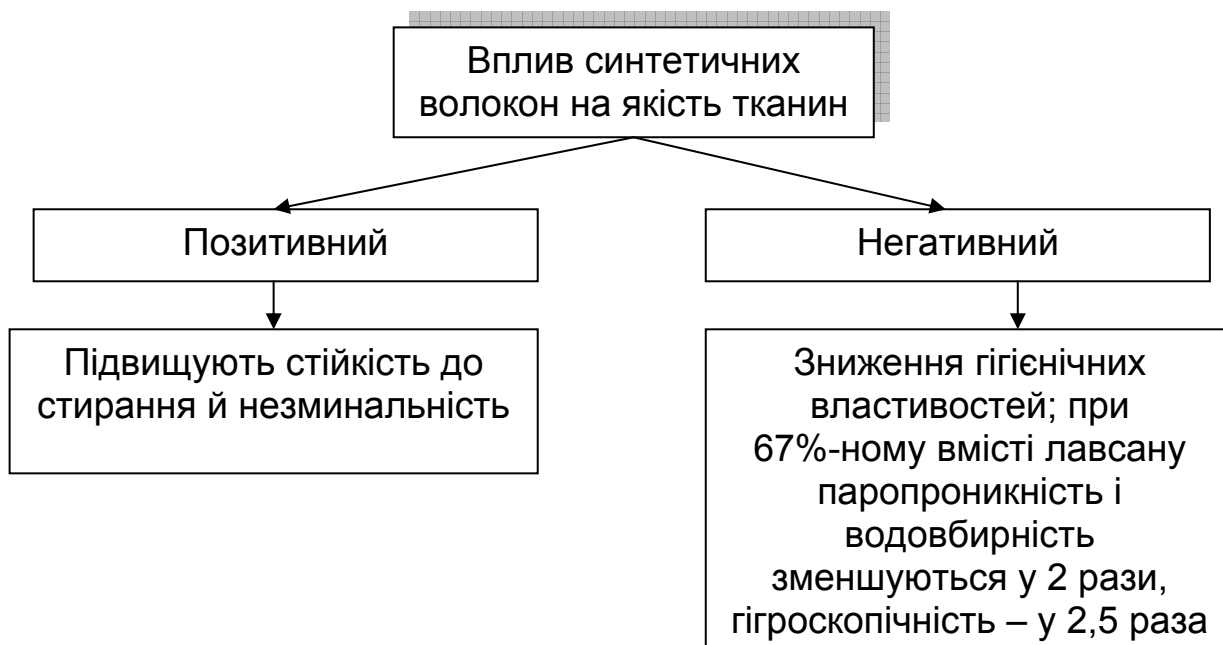 Вплив синтетичних
волокон на якість тканин
Позитивний
Негативний
Підвищують стійкість до
стирання й незминальність
Зниження гігієнічних
властивостей; при
67%-ному вмісті лавсану
паропроникність і
водовбирність
зменшуються у 2 рази,
гігроскопічність – у 2,5 раза